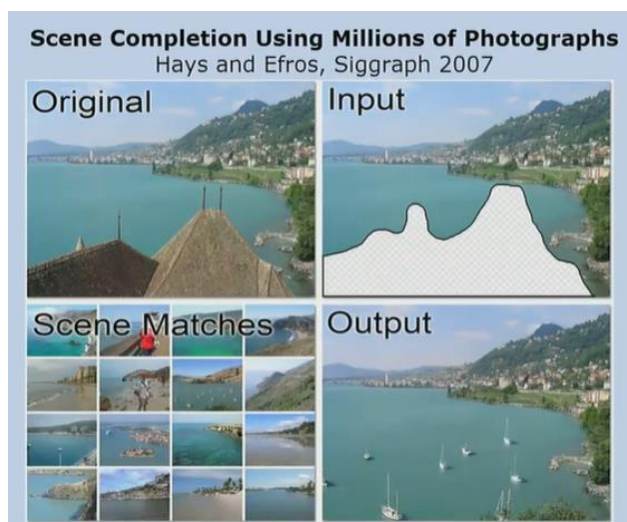 Scene Completion Using Millions of Photographs
Hays and Efros, Siggraph 2007
Original
Input
Scene Matches
Output